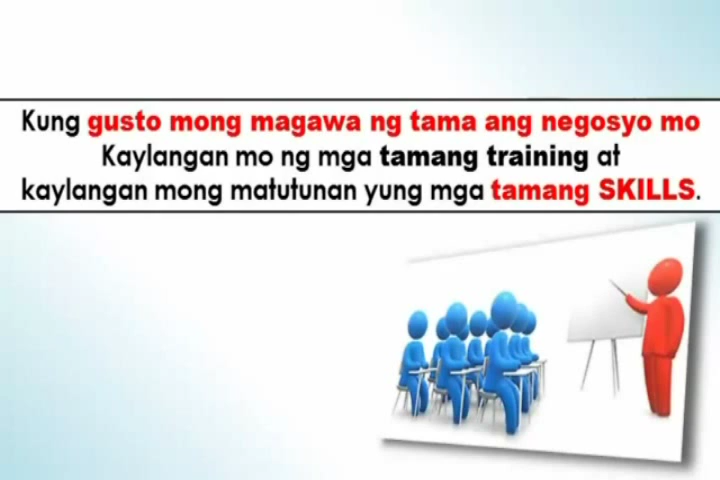 Kung gusto mong magawa ng tama ang negosyo mo
Kaylangan mo ng mga tamang training at
kaylangan mong matutunan yung mga tamang SKILLS.